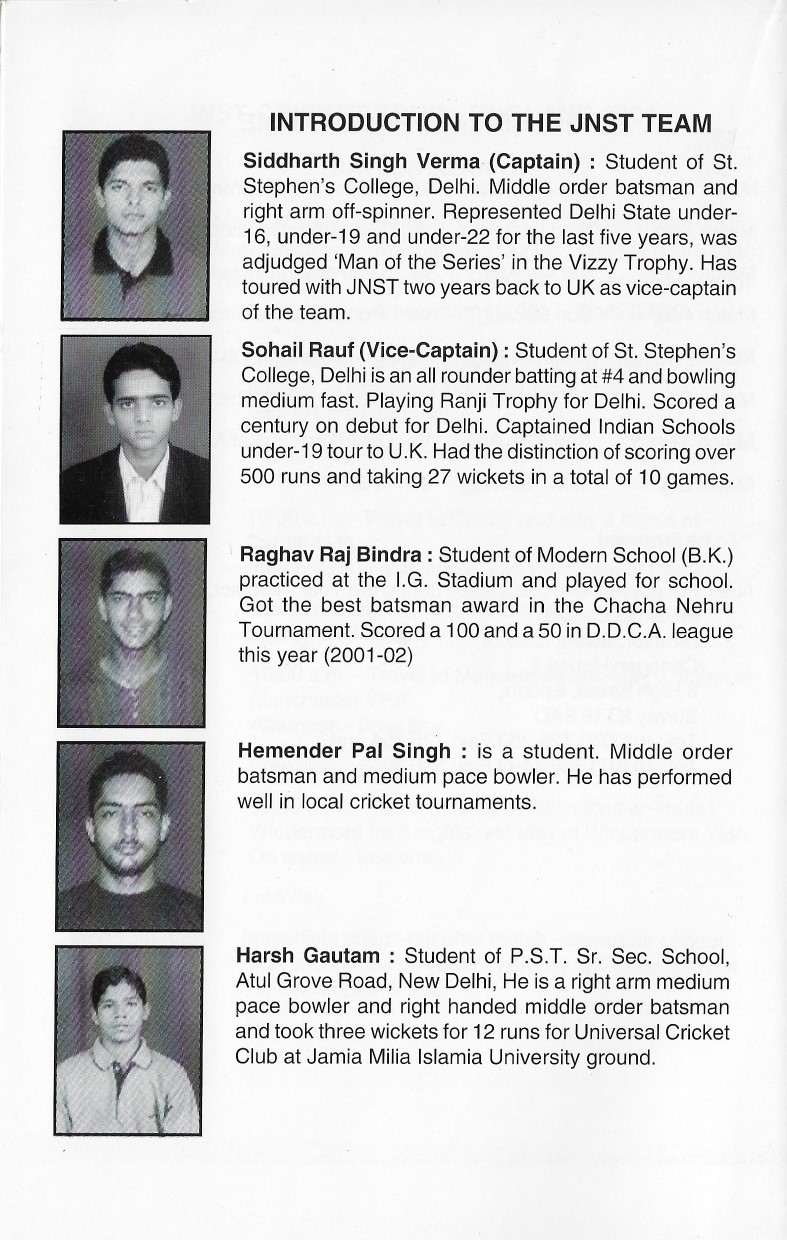 INTRODUCTION TO THE JNST TEAM
Siddharth Singh Verma (Captain) : Student of St.
Stephen's College, Delhi. Middle order batsman and
right arm off-spinner. Represented Delhi State under-
16, under-19 and under-22 for the last five years, was
adjudged 'Man of the Series' in the Vizzy Trophy. Has
toured with JNST two years back to UK as vice-captain
of the team.
Sohail Rauf (Vice-Captain) : Student of St. Stephen's
College, Delhi is an all rounder batting at #4 and bowling
medium fast. Playing Ranji Trophy for Delhi. Scored a
century on debut for Delhi. Captained Indian Schools
under-19 tour to U.K. Had the distinction of scoring over
500 runs and taking 27 wickets in a total of 10 games.
Raghav Raj Bindra : Student of Modern School (B.K.)
practiced at the I.G. Stadium and played for school.
Got the best batsman award in the Chacha Nehru
Tournament. Scored a 100 and a 50 in D.D.C.A. league
this year (2001-02)
Hemender Pal Singh : is a student. Middle order
batsman and medium pace bowler. He has performed
well in local cricket tournaments.
Harsh Gautam : Student of P.S.T. Sr. Sec. School,
Atul Grove Road, New Delhi, He is a right arm medium
pace bowler and right handed middle order batsman
and took three wickets for 12 runs for Universal Cricket
Club at Jamia Milia Islamia University ground.